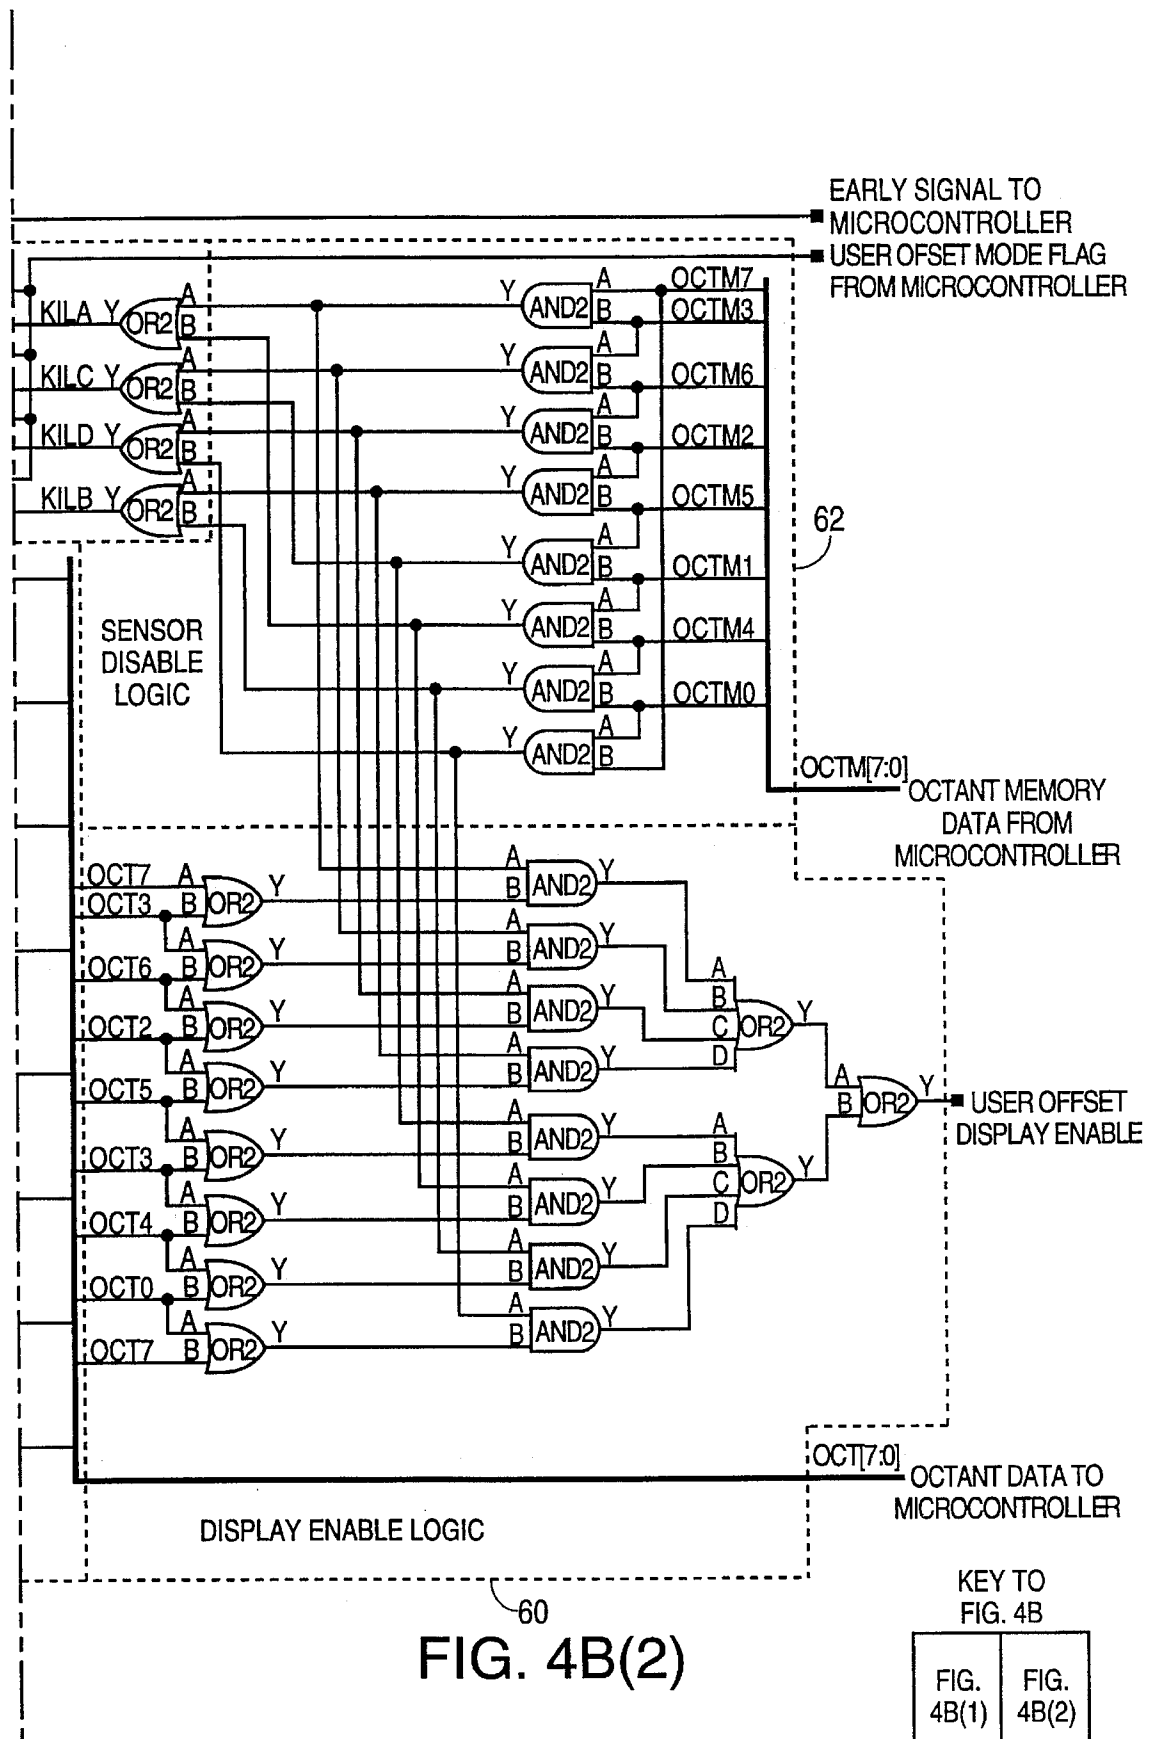 EARLY SIGNAL TO
MICROCONTROLLER
USER OFSET MODE FLAG
FROM MICROCONTROLLER
KILA Y OR2 A B
KILC Y OR2 A B
KILD Y OR2 A B
KILB Y OR2 A B
Y AND2 A B OCTM7
OCTM3
Y AND2 A B OCTM6
Y AND2 A B OCTM2
Y AND2 A B OCTM5
Y AND2 A B OCTM1
Y AND2 A B OCTM4
Y AND2 A B OCTM0
Y AND2 A B
62
SENSOR
DISABLE
LOGIC
OCTM[7:0]
OCTANT MEMORY
DATA FROM
MICROCONTROLLER
OCT7 A OR2 Y
OCT3 B
A OR2 Y
OCT6 B
A OR2 Y
OCT2 B
A OR2 Y
OCT5 B
A OR2 Y
OCT3 B
A OR2 Y
OCT4 B
A OR2 Y
OCT0 B
A OR2 Y
OCT7 B
A B AND2 Y
A B AND2 Y
A B AND2 Y
A B AND2 Y
A B AND2 Y
A B AND2 Y
A B AND2 Y
A B AND2 Y
A
B
C OR2 Y
D
A
B
C OR2 Y
D
A
B OR2 Y
USER OFFSET
DISPLAY ENABLE
OCT[7:0]
OCTANT DATA TO
MICROCONTROLLER
DISPLAY ENABLE LOGIC
60
FIG. 4B(2)
KEY TO
FIG. 4B
FIG.
4B(1)
FIG.
4B(2)